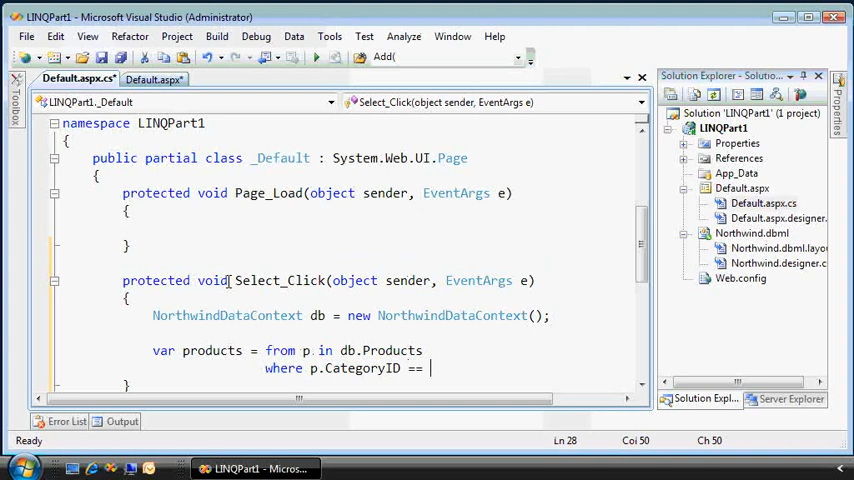 LINQPart1 - Microsoft Visual Studio (Administrator)
File Edit View Refactor Project Build Debug Data Tools Test Analyze Window Help
Add(
Default.aspx.cs* Default.aspx*
LINQPart1._Default Select_Click(object sender, EventArgs e)
Toolbox
namespace LINQPart1
{
public partial class _Default : System.Web.UI.Page
{
protected void Page_Load(object sender, EventArgs e)
{
}
protected void Select_Click(object sender, EventArgs e)
{
NorthwindDataContext db = new NorthwindDataContext();
var products = from p in db.Products
where p.CategoryID ==
}
Solution Explorer - Solutio...
Solution 'LINQPart1' (1 project)
LINQPart1
Properties
References
App_Data
Default.aspx
Default.aspx.cs
Default.aspx.designer.
Northwind.dbml
Northwind.dbml.layou
Northwind.designer.c
Web.config
Solution Expl... Server Explorer
Properties
Error List Output
Ready Ln 28 Col 50 Ch 50
LINQPart1 - Micros...